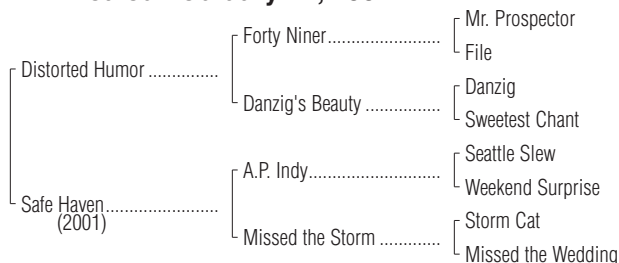 Mr. Prospector
Forty Niner ........................
File
Distorted Humor ...............
Danzig
Danzig's Beauty ................
Sweetest Chant
Seattle Slew
A.P. Indy............................
Weekend Surprise
Safe Haven........................
(2001)
Storm Cat
Missed the Storm .............
Missed the Wedding